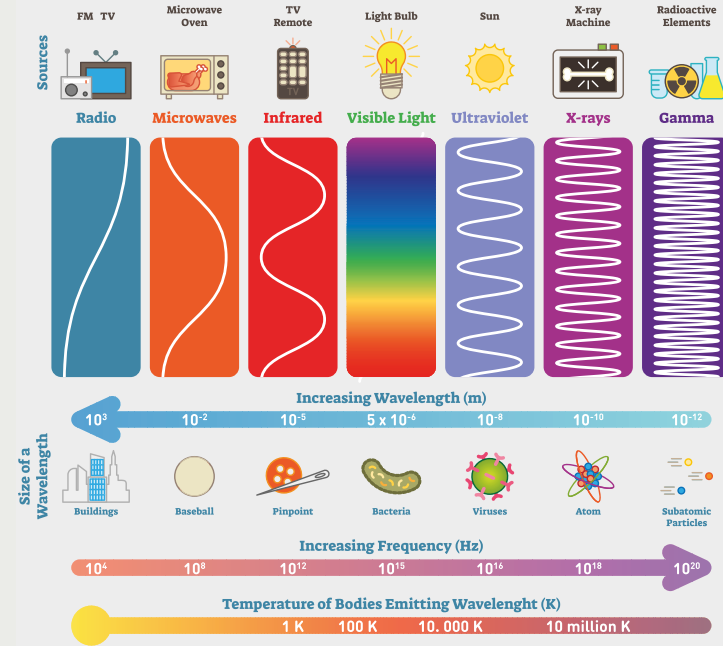 Sources
FM TV
Microwave
Oven
TV
Remote
Light Bulb
Sun
X-ray
Machine
Radioactive
Elements
TV
Radio
Microwaves
Infrared
Visible Light
Ultraviolet
X-rays
Gamma
Increasing Wavelength (m)
10³ 10⁻² 10⁻⁵ 5 x 10⁻⁶ 10⁻⁸ 10⁻¹⁰ 10⁻¹²
Size of a
Wavelength
Buildings
Baseball
Pinpoint
Bacteria
Viruses
Atom
Subatomic
Particles
Increasing Frequency (Hz)
10⁴ 10⁸ 10¹² 10¹⁵ 10¹⁶ 10¹⁸ 10²⁰
Temperature of Bodies Emitting Wavelenght (K)
1 K 100 K 10. 000 K 10 million K